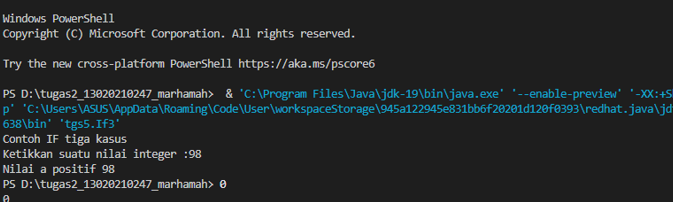 Windows PowerShell
Copyright (C) Microsoft Corporation. All rights reserved.
Try the new cross-platform PowerShell https://aka.ms/pscore6
PS D:\tugas2_13020210247_marhamah>  & 'C:\Program Files\Java\jdk-19\bin\java.exe' '--enable-preview' '-XX:+S
p' 'C:\Users\ASUS\AppData\Roaming\Code\User\workspaceStorage\945a122945e831bb6f20201d120f0393\redhat.java\jd
638\bin' 'tgs5.If3'
Contoh IF tiga kasus
Ketikkan suatu nilai integer :98
Nilai a positif 98
PS D:\tugas2_13020210247_marhamah> 0
0